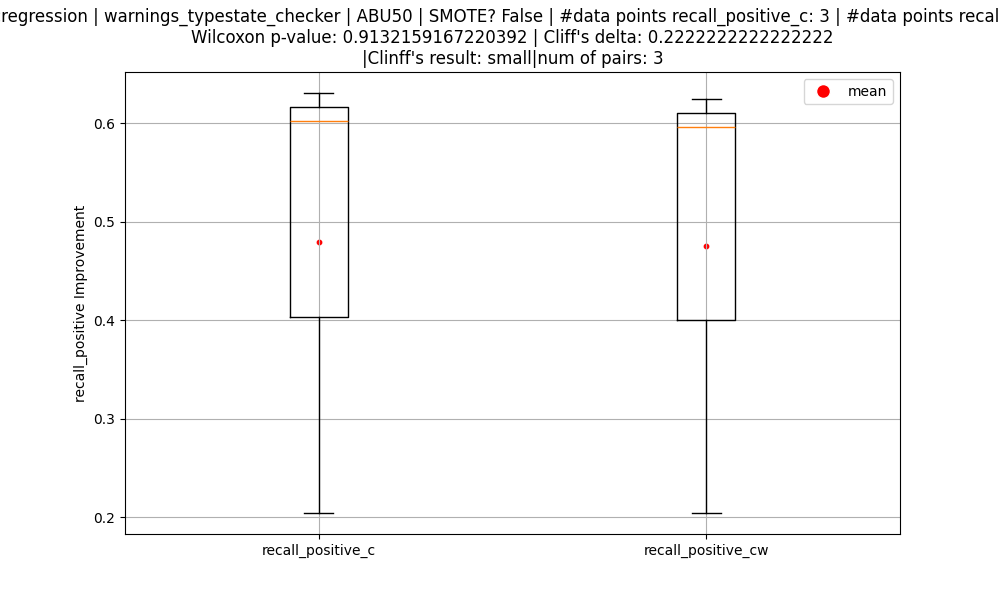 regression | warnings_typestate_checker | ABU50 | SMOTE? False | #data points recall_positive_c: 3 | #data points recal
Wilcoxon p-value: 0.9132159167220392 | Cliff's delta: 0.2222222222222222
|Clinff's result: small|num of pairs: 3
mean
0.6
0.5
0.4
0.3
0.2
recall_positive Improvement
recall_positive_c
recall_positive_cw